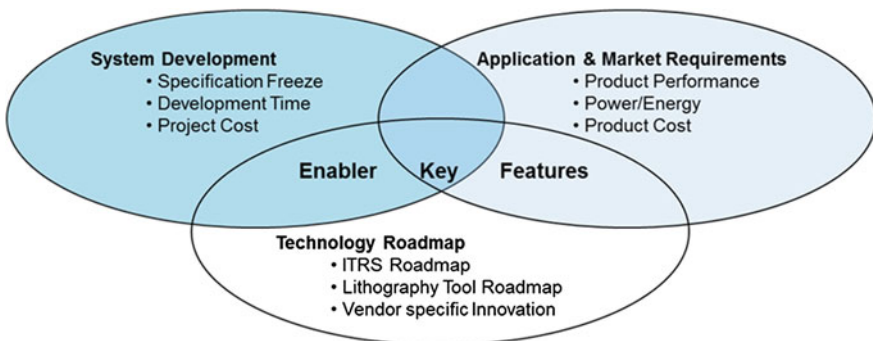 System Development
• Specification Freeze
• Development Time
• Project Cost
Application & Market Requirements
• Product Performance
• Power/Energy
• Product Cost
Enabler Key Features
Technology Roadmap
• ITRS Roadmap
• Lithography Tool Roadmap
• Vendor specific Innovation